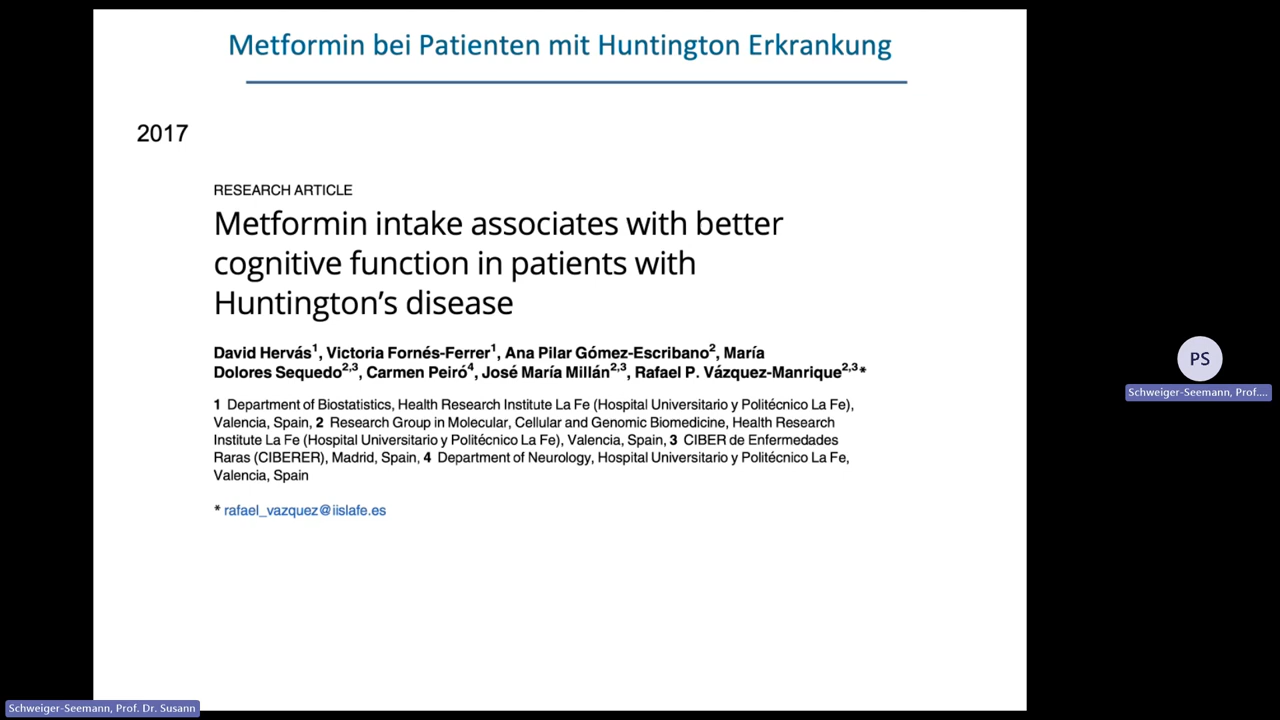 Metformin bei Patienten mit Huntington Erkrankung
2017
RESEARCH ARTICLE
Metformin intake associates with better
cognitive function in patients with
Huntington’s disease
David Hervás1, Victoria Fornés-Ferrer1, Ana Pilar Gómez-Escribano2, María
Dolores Sequedo2,3, Carmen Peiró4, José María Millán2,3, Rafael P. Vázquez-Manrique2,3*
1 Department of Biostatistics, Health Research Institute La Fe (Hospital Universitario y Politécnico La Fe),
Valencia, Spain, 2 Research Group in Molecular, Cellular and Genomic Biomedicine, Health Research
Institute La Fe (Hospital Universitario y Politécnico La Fe), Valencia, Spain, 3 CIBER de Enfermedades
Raras (CIBERER), Madrid, Spain, 4 Department of Neurology, Hospital Universitario y Politécnico La Fe,
Valencia, Spain
* rafael_vazquez@iislafe.es
PS
Schweiger-Seemann, Prof....
Schweiger-Seemann, Prof. Dr. Susann